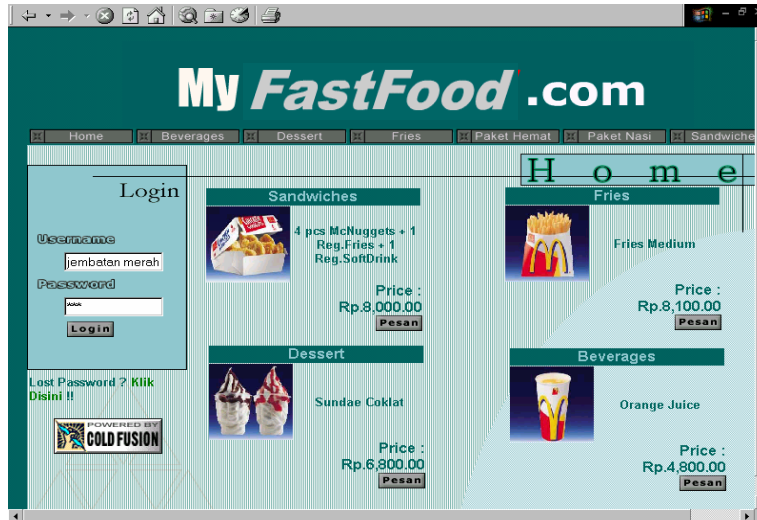 My FastFood .com
Home Beverages Dessert Fries Paket Hemat Paket Nasi Sandwiche
Home
Login
Username
jembatan merah
Password
***
Login
Lost Password ? Klik
Disini !!
POWERED BY
COLD FUSION
Sandwiches
4 pcs McNuggets + 1
Reg.Fries + 1
Reg.SoftDrink
Price :
Rp.8,000.00
Pesan
Fries
Fries Medium
Price :
Rp.8,100.00
Pesan
Dessert
Sundae Coklat
Price :
Rp.6,800.00
Pesan
Beverages
Orange Juice
Price :
Rp.4,800.00
Pesan